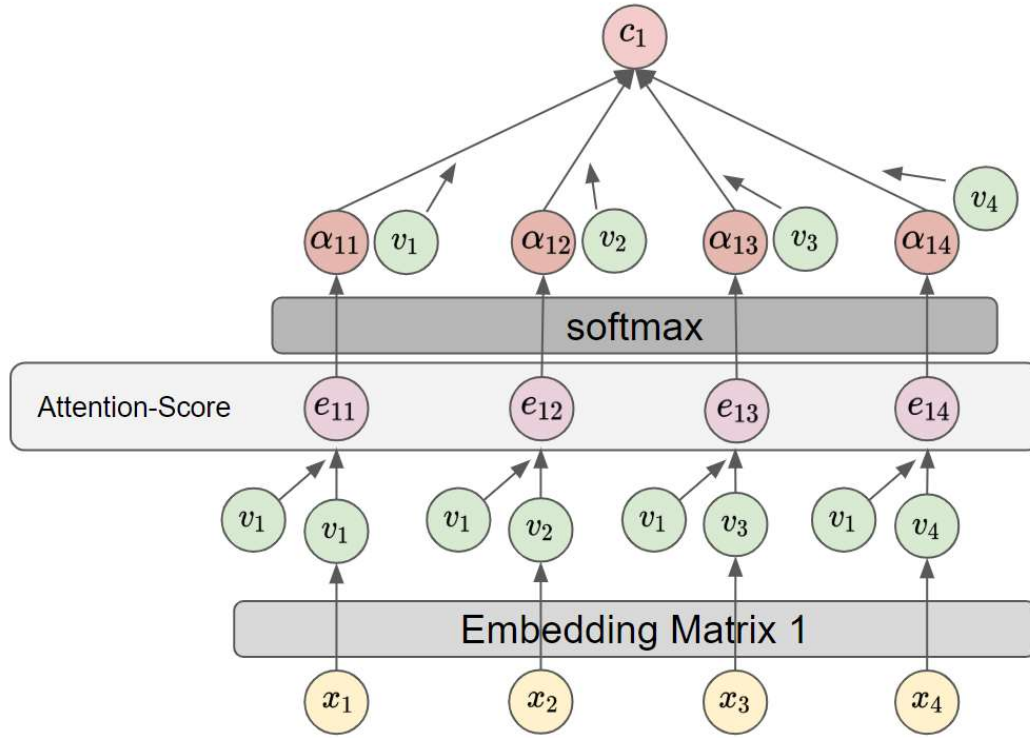 c₁
v₄
α₁₁ v₁ α₁₂ v₂ α₁₃ v₃ α₁₄
softmax
Attention-Score e₁₁ e₁₂ e₁₃ e₁₄
v₁ v₁ v₁ v₂ v₁ v₃ v₁ v₄
Embedding Matrix 1
x₁ x₂ x₃ x₄